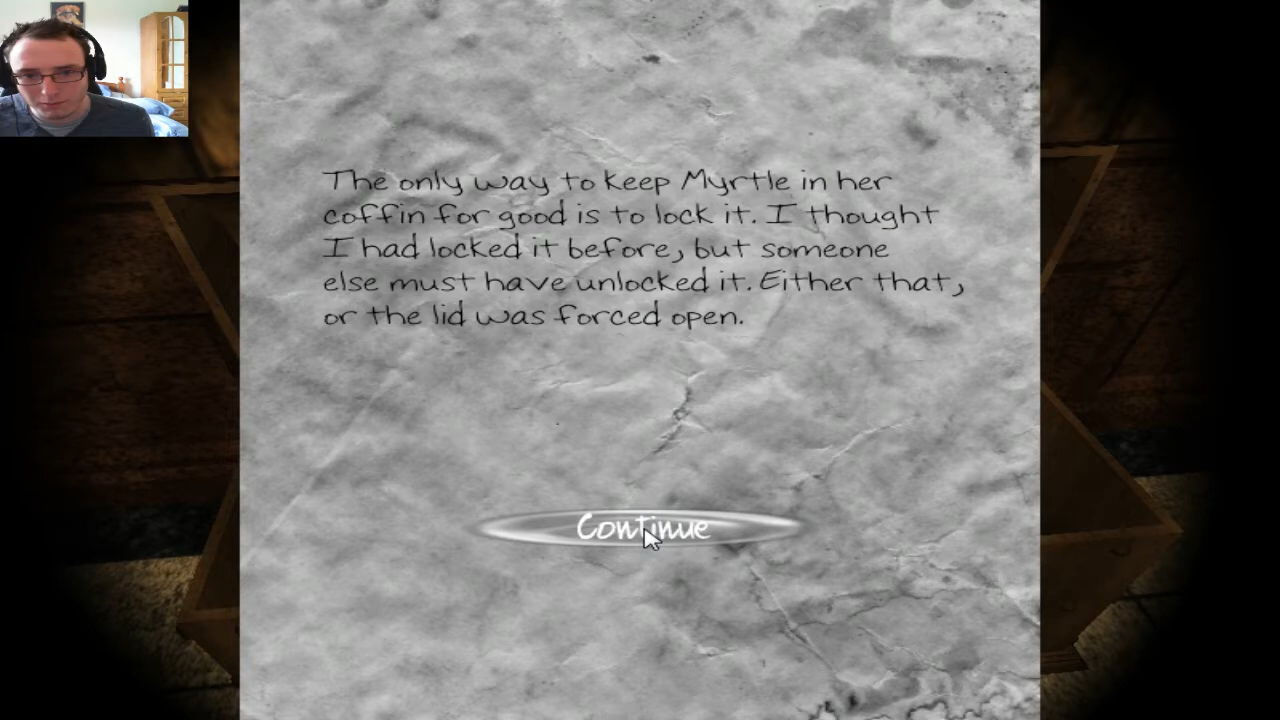 The only way to keep Myrtle in her
coffin for good is to lock it. I thought
I had locked it before, but someone
else must have unlocked it. Either that,
or the lid was forced open.
Continue